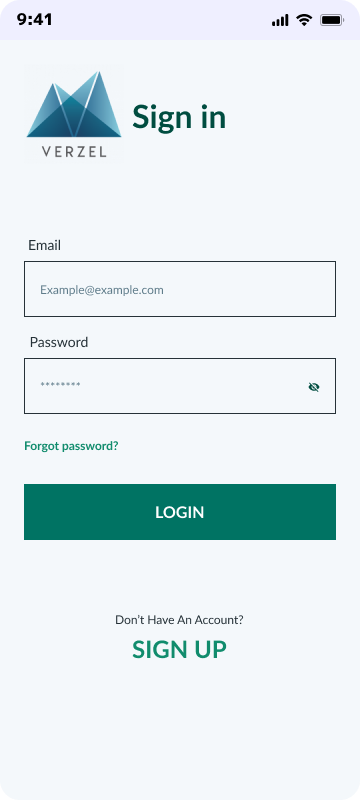 9:41
VERZEL
Sign in
Email
Example@example.com
Password
********
Forgot password?
LOGIN
Don't Have An Account?
SIGN UP